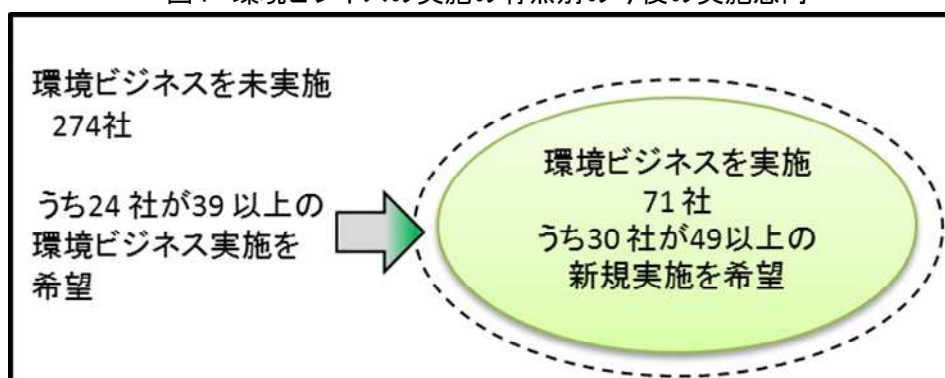 環境ビジネスを未実施
274社
うち24 社が39 以上の
環境ビジネス実施を
希望
環境ビジネスを実施
71 社
うち30 社が49以上の
新規実施を希望